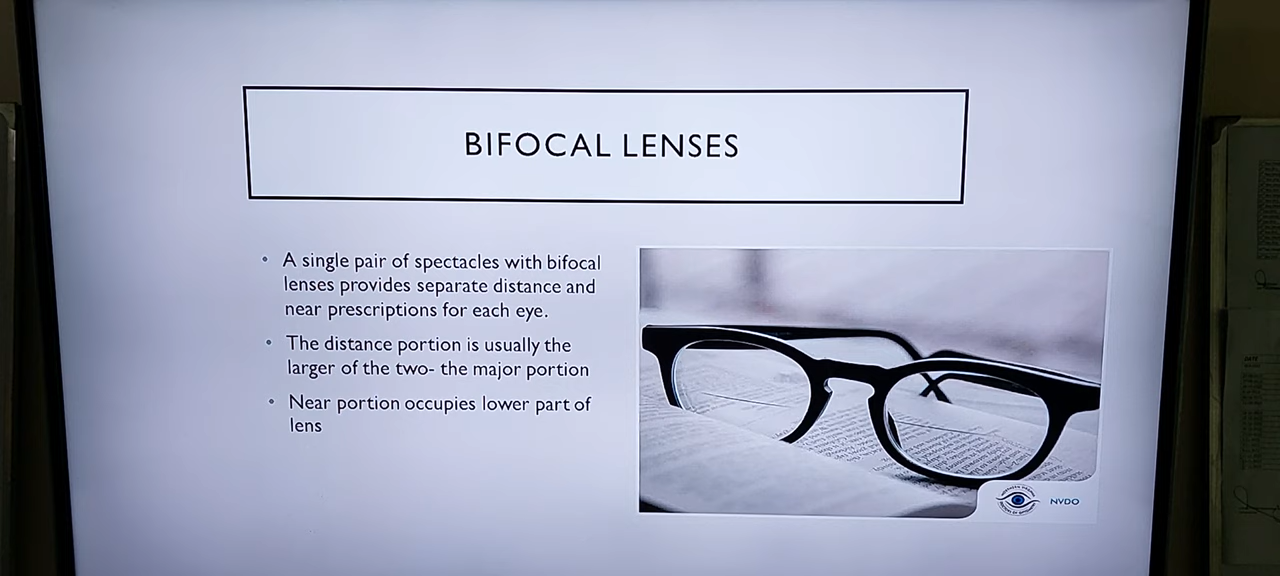 BIFOCAL LENSES
• A single pair of spectacles with bifocal
lenses provides separate distance and
near prescriptions for each eye.
• The distance portion is usually the
larger of the two- the major portion
• Near portion occupies lower part of
lens
NVDO
DATE